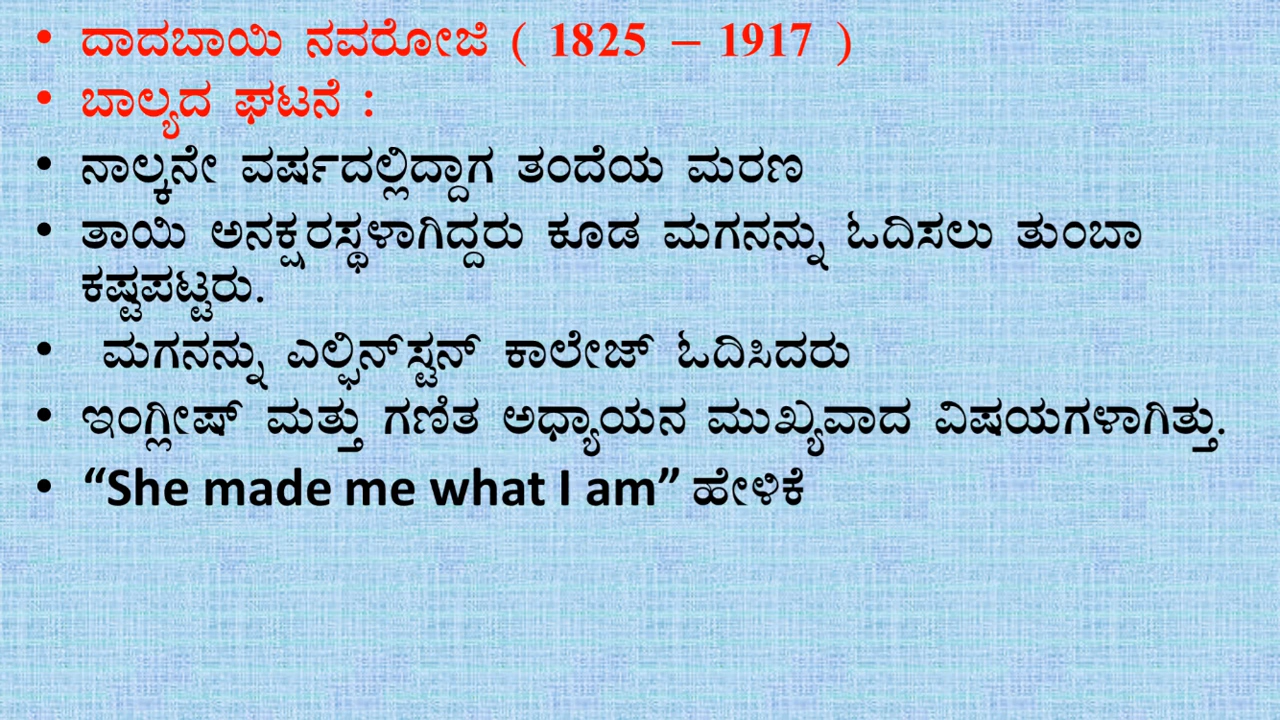 • ದಾದಬಾಯಿ ನವರೋಜಿ ( 1825 – 1917 )
• ಬಾಲ್ಯದ ಘಟನೆ :
• ನಾಲ್ಕನೇ ವರ್ಷದಲ್ಲಿದ್ದಾಗ ತಂದೆಯ ಮರಣ
• ತಾಯಿ ಅನಕ್ಷರಸ್ಥಳಾಗಿದ್ದರು ಕೂಡ ಮಗನನ್ನು ಓದಿಸಲು ತುಂಬಾ
ಕಷ್ಟಪಟ್ಟರು.
• ಮಗನನ್ನು ಎಲ್ಫಿನ್‌ಸ್ಟನ್ ಕಾಲೇಜ್ ಓದಿಸಿದರು
• ಇಂಗ್ಲೀಷ್ ಮತ್ತು ಗಣಿತ ಅಧ್ಯಾಯನ ಮುಖ್ಯವಾದ ವಿಷಯಗಳಾಗಿತ್ತು.
• “She made me what I am” ಹೇಳಿಕೆ